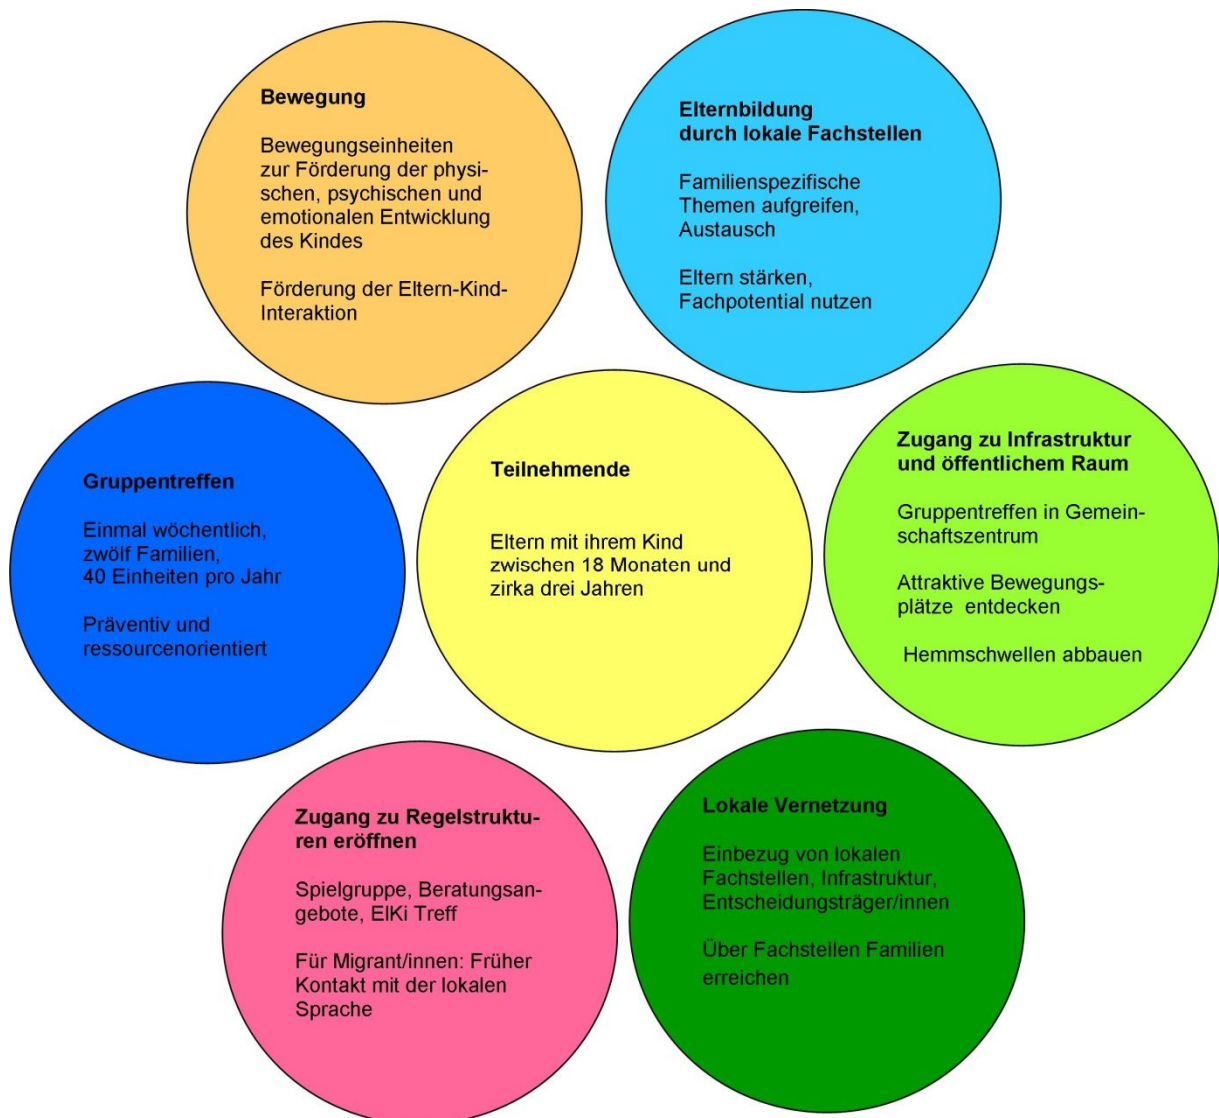 Bewegung
Bewegungseinheiten
zur Förderung der physi-
schen, psychischen und
emotionalen Entwicklung
des Kindes
Förderung der Eltern-Kind-
Interaktion
Elternbildung
durch lokale Fachstellen
Familienspezifische
Themen aufgreifen,
Austausch
Eltern stärken,
Fachpotential nutzen
Gruppentreffen
Einmal wöchentlich,
zwölf Familien,
40 Einheiten pro Jahr
Präventiv und
ressourcenorientiert
Teilnehmende
Eltern mit ihrem Kind
zwischen 18 Monaten und
zirka drei Jahren
Zugang zu Infrastruktur
und öffentlichem Raum
Gruppentreffen in Gemein-
schaftszentrum
Attraktive Bewegungs-
plätze entdecken
Hemmschwellen abbauen
Zugang zu Regelstruktu-
ren eröffnen
Spielgruppe, Beratungsan-
gebote, ElKi Treff
Für Migrant/innen: Früher
Kontakt mit der lokalen
Sprache
Lokale Vernetzung
Einbezug von lokalen
Fachstellen, Infrastruktur,
Entscheidungsträger/innen
Über Fachstellen Familien
erreichen